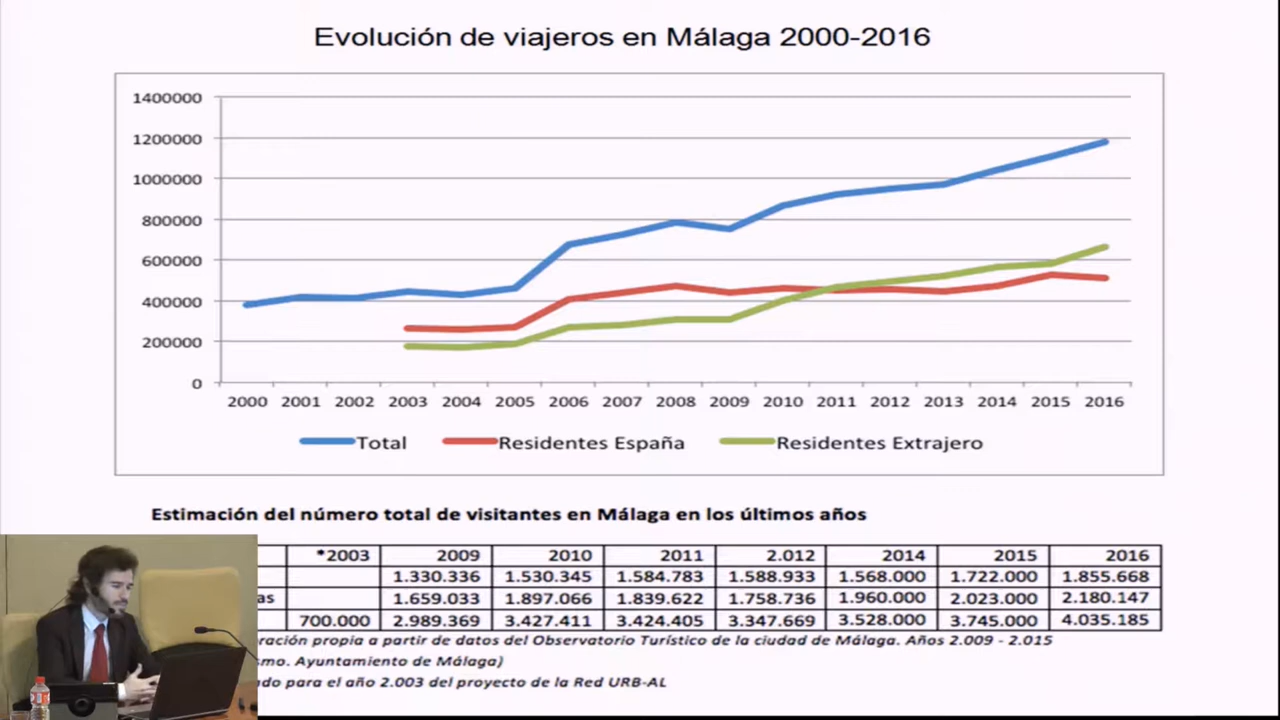 Evolución de viajeros en Málaga 2000-2016
1400000
1200000
1000000
800000
600000
400000
200000
0
2000 2001 2002 2003 2004 2005 2006 2007 2008 2009 2010 2011 2012 2013 2014 2015 2016
Total Residentes España Residentes Extrajero
Estimación del número total de visitantes en Málaga en los últimos años
*2003 2009 2010 2011 2.012 2014 2015 2016
1.330.336 1.530.345 1.584.783 1.588.933 1.568.000 1.722.000 1.855.668
as 1.659.033 1.897.066 1.839.622 1.758.736 1.960.000 2.023.000 2.180.147
700.000 2.989.369 3.427.411 3.424.405 3.347.669 3.528.000 3.745.000 4.035.185
oración propia a partir de datos del Observatorio Turístico de la ciudad de Málaga. Años 2.009 - 2.015
smo. Ayuntamiento de Málaga)
do para el año 2.003 del proyecto de la Red URB-AL